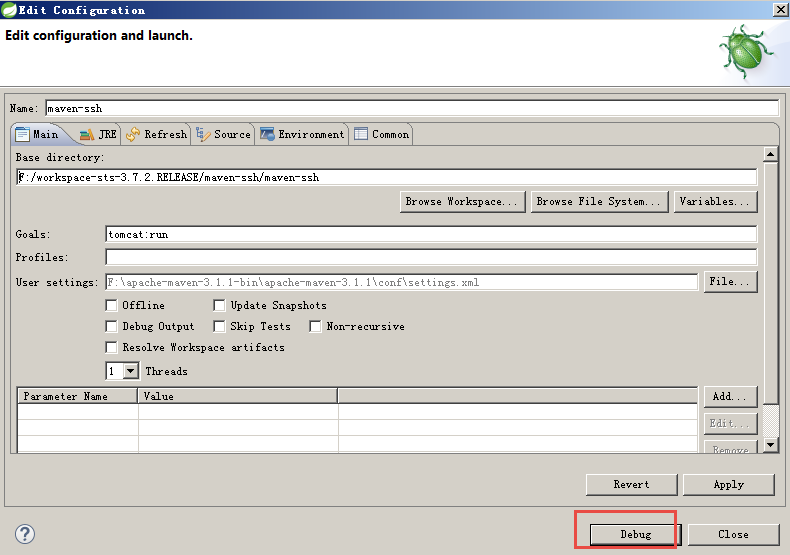 Edit Configuration
Edit configuration and launch.
Name: maven-ssh
Main JRE Refresh Source Environment Common
Base directory:
F:/workspace-sts-3.7.2.RELEASE/maven-ssh/maven-ssh
Browse Workspace... Browse File System... Variables...
Goals: tomcat:run
Profiles:
User settings: F:\apache-maven-3.1.1-bin\apache-maven-3.1.1\conf\settings.xml File...
Offline Update Snapshots
Debug Output Skip Tests Non-recursive
Resolve Workspace artifacts
1 Threads
Parameter Name Value Add...
Edit...
Remove
Revert Apply
? Debug Close